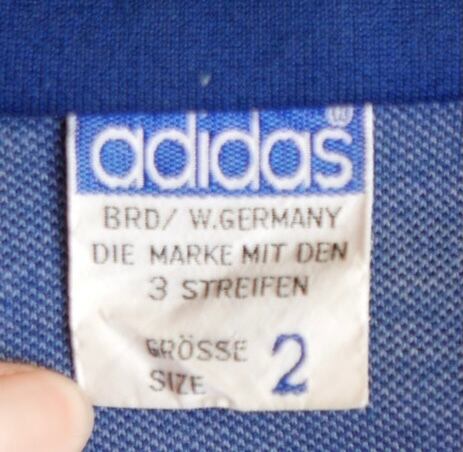 adidas®
BRD/ W.GERMANY
DIE MARKE MIT DEN
3 STREIFEN
GRÖSSE
SIZE 2